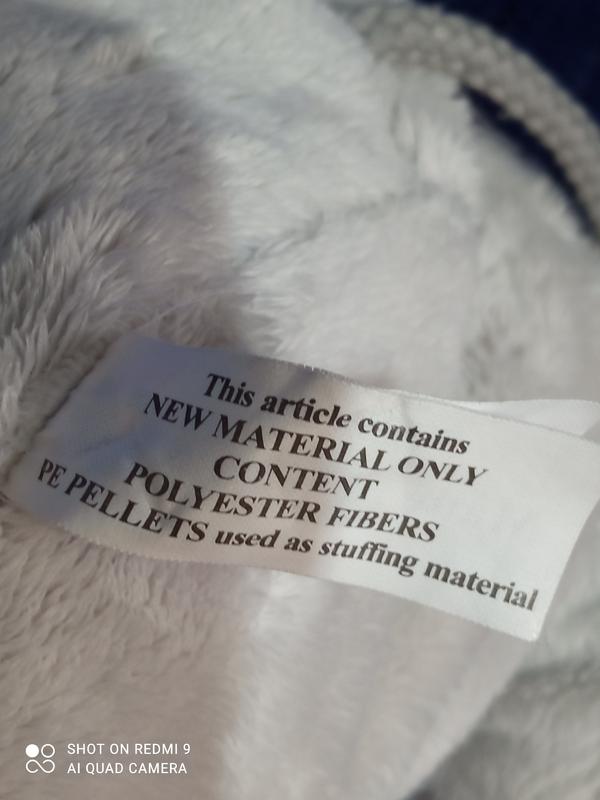 This article contains
NEW MATERIAL ONLY
CONTENT
POLYESTER FIBERS
PE PELLETS used as stuffing material
SHOT ON REDMI 9
AI QUAD CAMERA